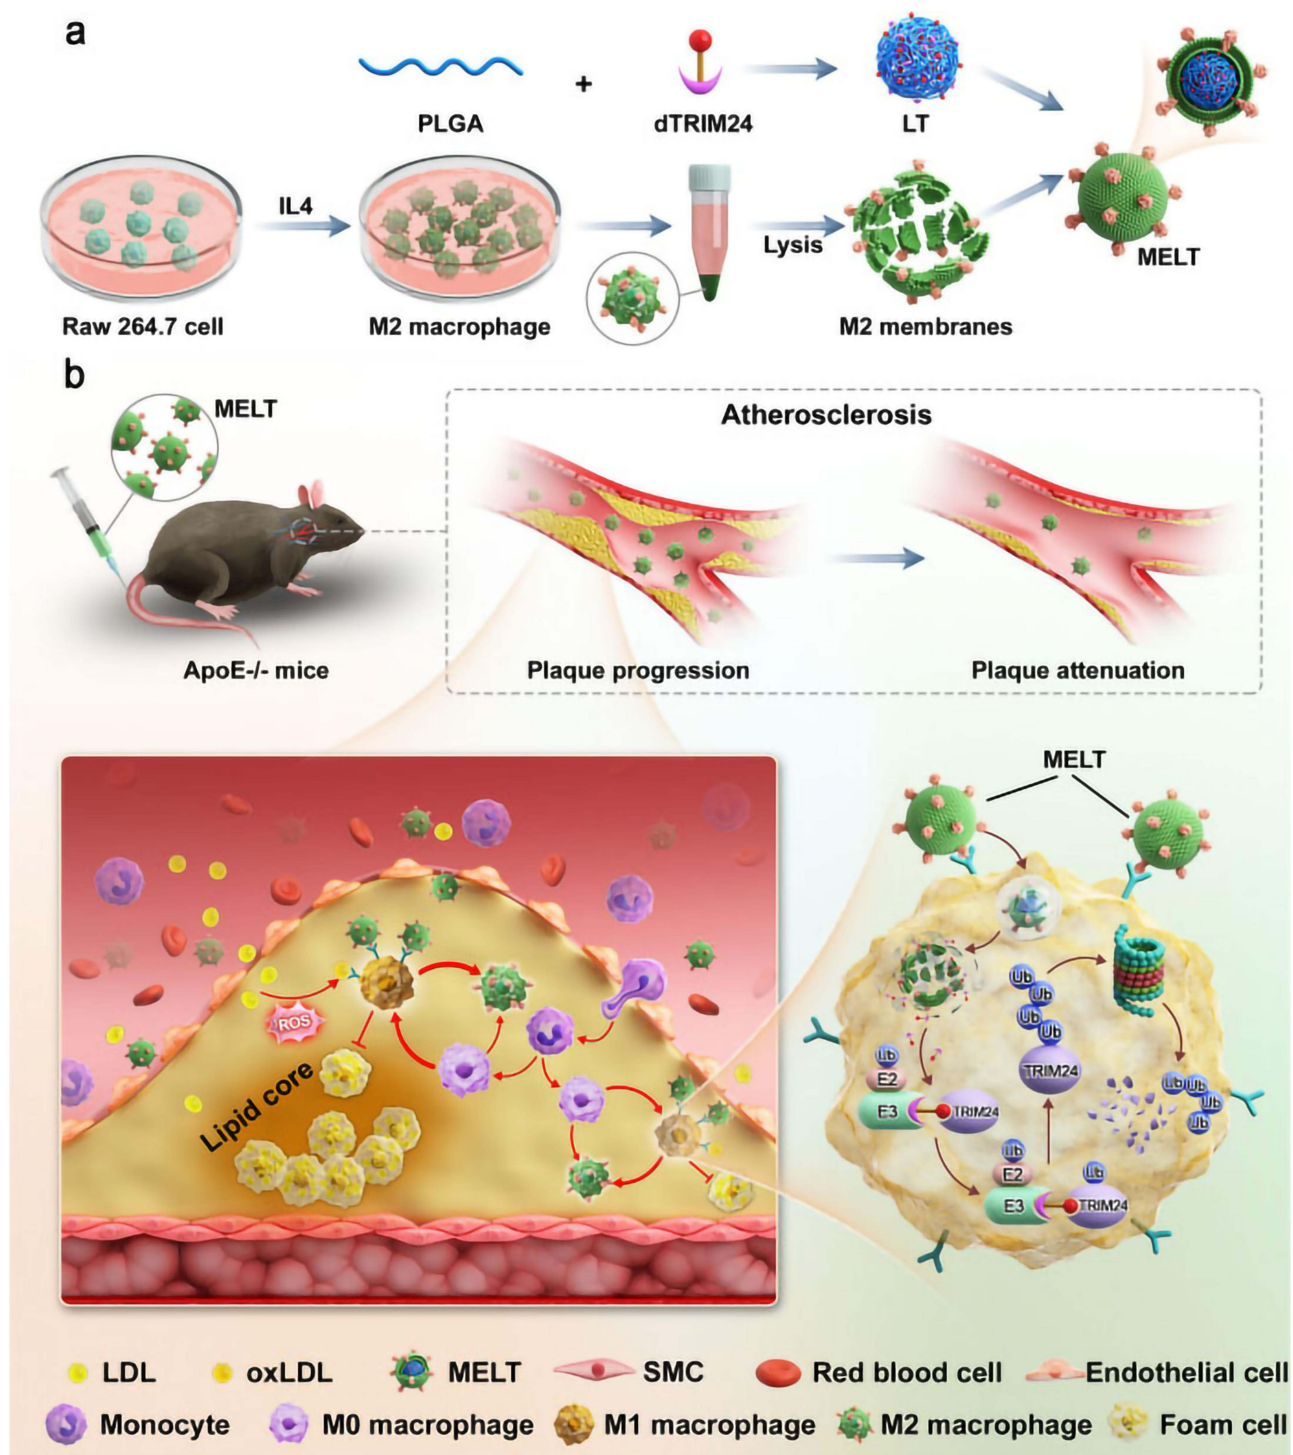 a
PLGA
+
dTRIM24
LT
IL4
Lysis
MELT
Raw 264.7 cell
M2 macrophage
M2 membranes
b
MELT
Atherosclerosis
ApoE-/- mice
Plaque progression
Plaque attenuation
MELT
ROS
Lipid core
Ub
Ub
Ub
Ub
TRIM24
Ub
E2
E3
TRIM24
Ub
Ub
Ub
Ub
Ub
E2
E3
Ub
TRIM24
LDL
oxLDL
MELT
SMC
Red blood cell
Endothelial cell
Monocyte
M0 macrophage
M1 macrophage
M2 macrophage
Foam cell